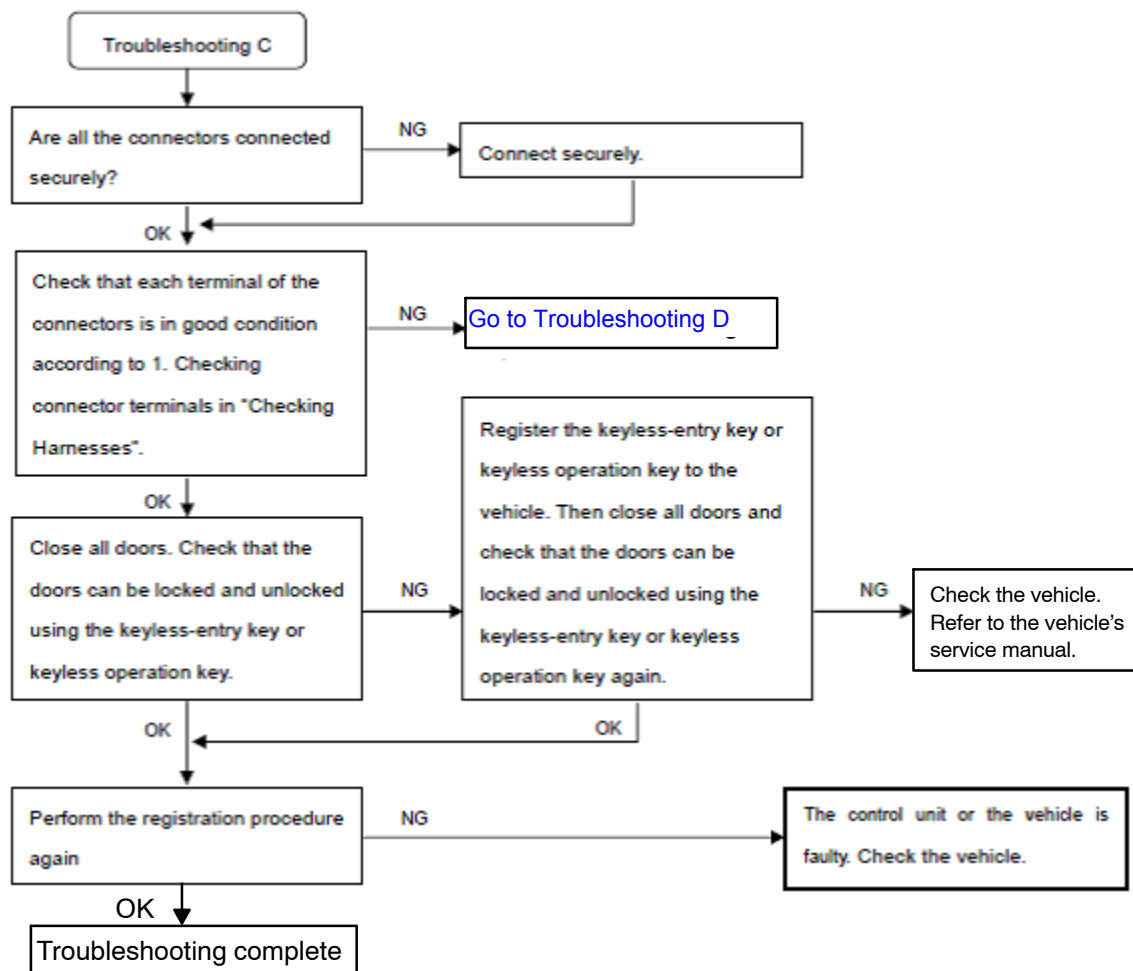 Troubleshooting C
Are all the connectors connected
securely?
NG
Connect securely.
OK
Check that each terminal of the
connectors is in good condition
according to 1. Checking
connector terminals in "Checking
Harnesses".
NG
Go to Troubleshooting D
OK
Close all doors. Check that the
doors can be locked and unlocked
using the keyless-entry key or
keyless operation key.
NG
Register the keyless-entry key or
keyless operation key to the
vehicle. Then close all doors and
check that the doors can be
locked and unlocked using the
keyless-entry key or keyless
operation key again.
NG
Check the vehicle.
Refer to the vehicle’s
service manual.
OK
OK
Perform the registration procedure
again
NG
The control unit or the vehicle is
faulty. Check the vehicle.
OK
Troubleshooting complete